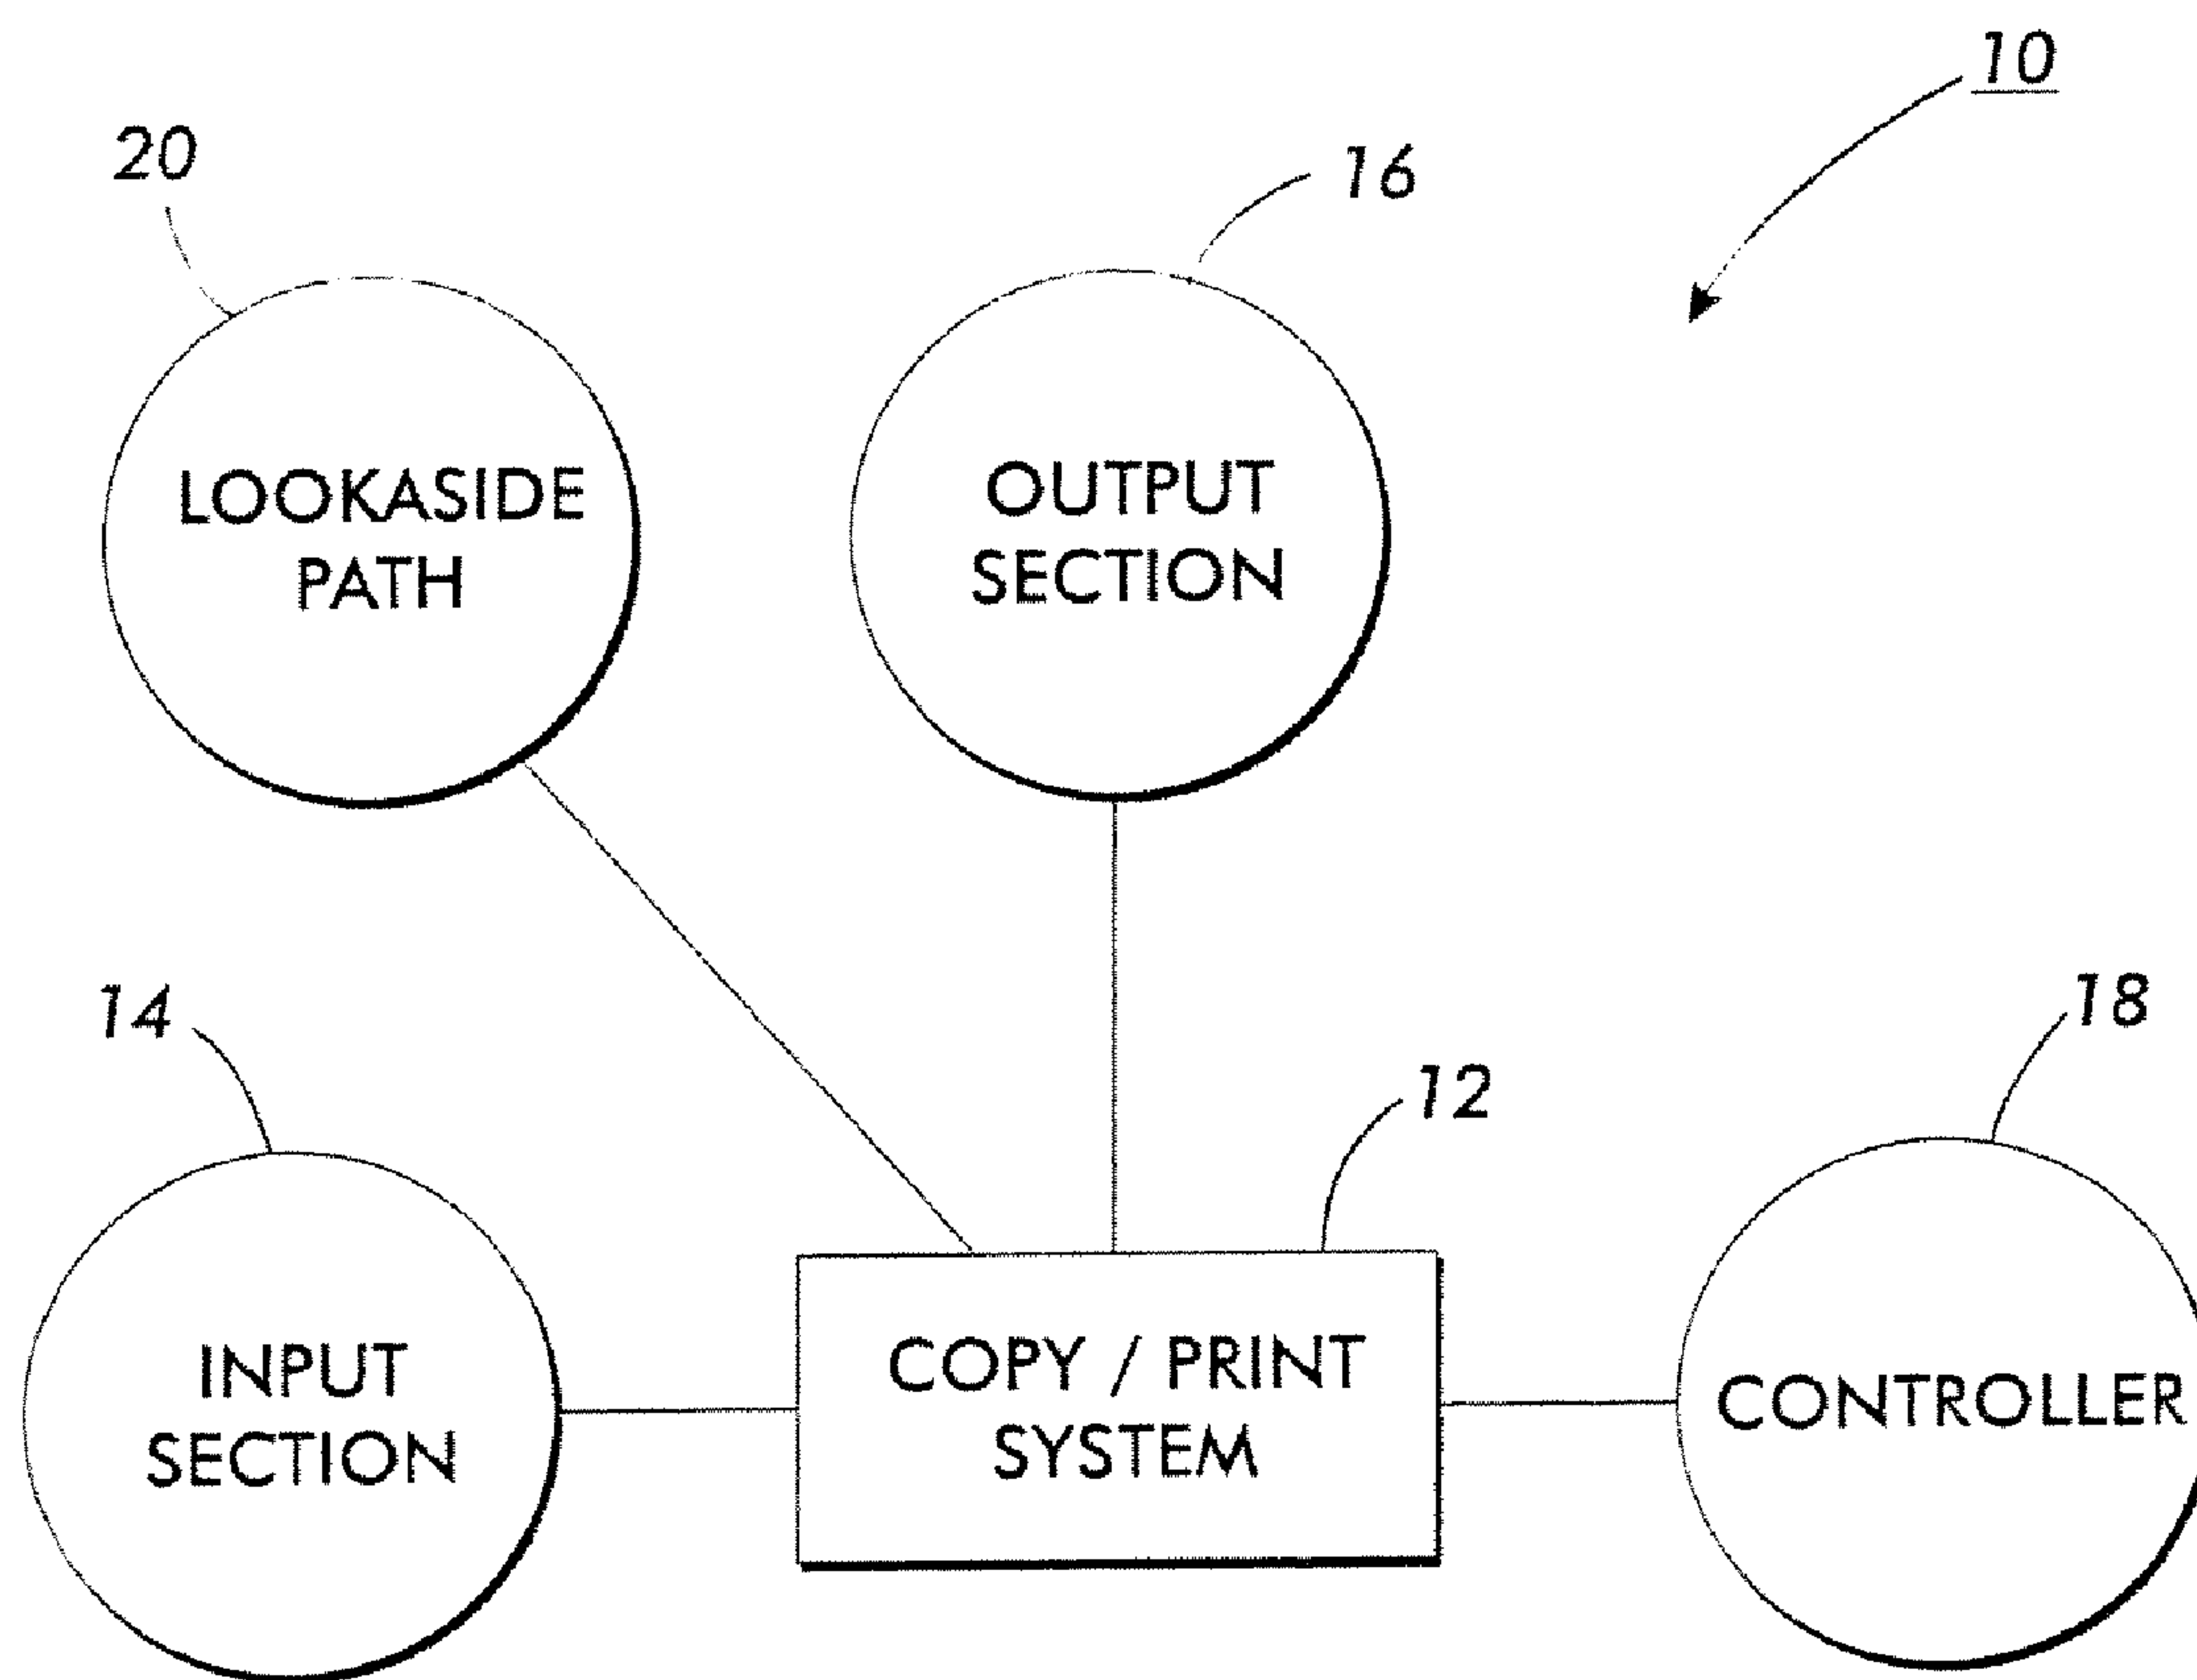 10
20
16
LOOKASIDE
PATH
OUTPUT
SECTION
14
18
12
INPUT
SECTION
COPY / PRINT
SYSTEM
CONTROLLER